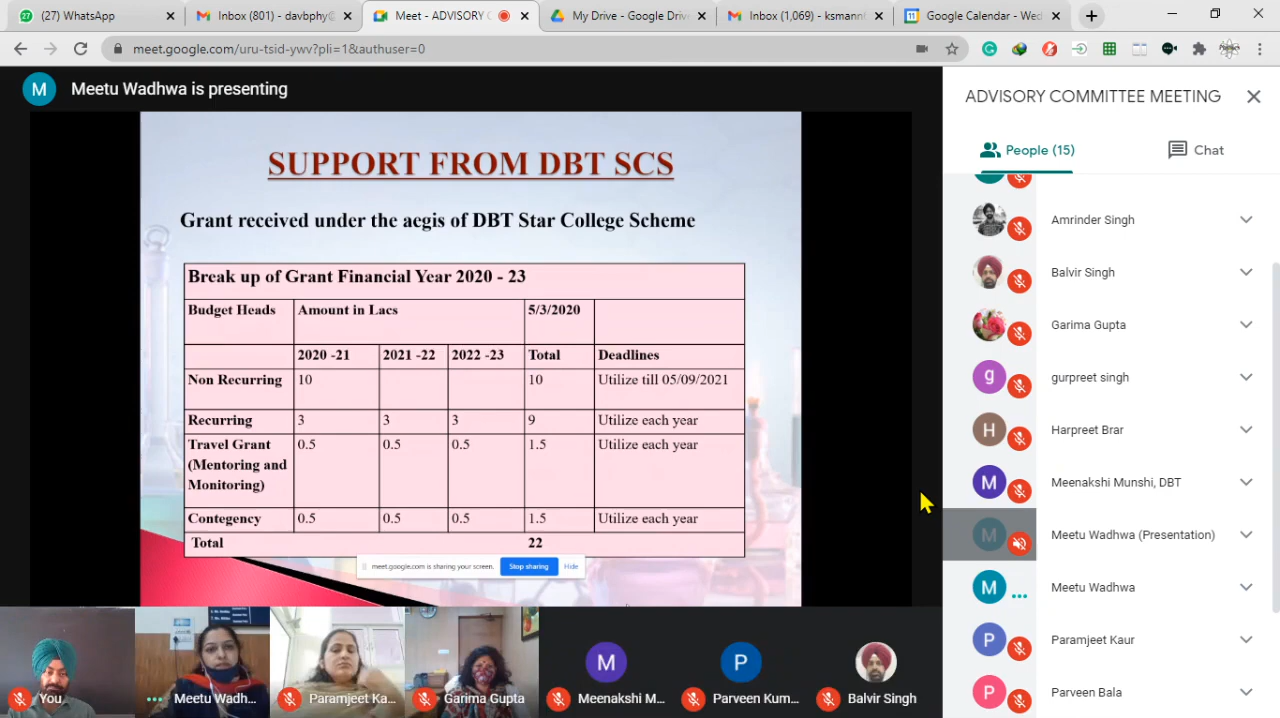 (27) WhatsApp
Inbox (801) - davbphy@
Meet - ADVISORY C
My Drive - Google Drive
Inbox (1,069) - ksmannl
11
Google Calendar - Wed
meet.google.com/uru-tsid-ywv?pli=1&authuser=0
M
Meetu Wadhwa is presenting
SUPPORT FROM DBT SCS
Grant received under the aegis of DBT Star College Scheme
Break up of Grant Financial Year 2020 - 23
Budget Heads Amount in Lacs 5/3/2020
2020 -21 2021 -22 2022 -23 Total Deadlines
Non Recurring 10 10 Utilize till 05/09/2021
Recurring 3 3 3 9 Utilize each year
Travel Grant 0.5 0.5 0.5 1.5 Utilize each year
(Mentoring and
Monitoring)
Contegency 0.5 0.5 0.5 1.5 Utilize each year
Total 22
meet.google.com is sharing your screen. Stop sharing Hide
You
Meetu Wadh...
Paramjeet Ka...
Garima Gupta
M
Meenakshi M...
P
Parveen Kum...
Balvir Singh
ADVISORY COMMITTEE MEETING
People (15)
Chat
Amrinder Singh
Balvir Singh
Garima Gupta
g
gurpreet singh
H
Harpreet Brar
M
Meenakshi Munshi, DBT
M
Meetu Wadhwa (Presentation)
M
Meetu Wadhwa
P
Paramjeet Kaur
P
Parveen Bala